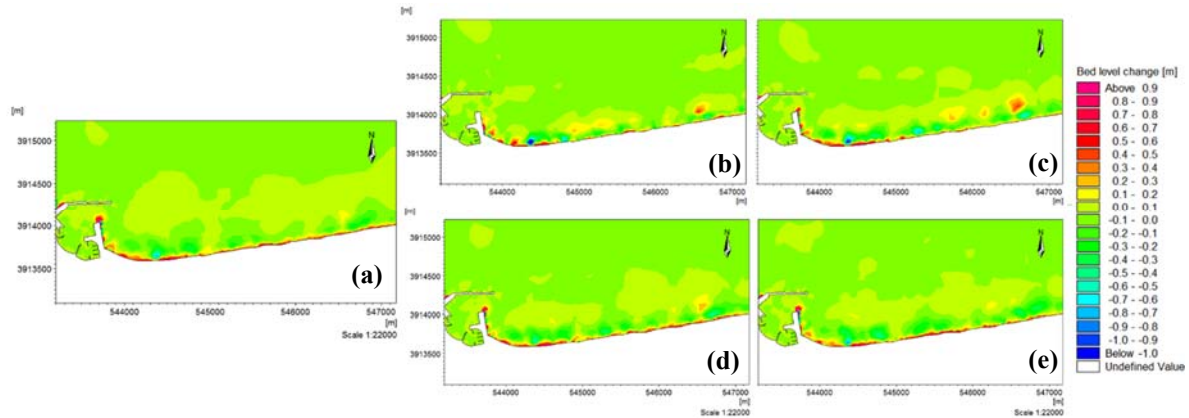 [m]
3915000
3914500
3914000
3913500
N
(a)
544000
545000
546000
547000
[m]
Scale 1:22000
[m]
3915000
3914500
3914000
3913500
N
(b)
544000
545000
546000
547000
[m]
N
(c)
544000
545000
546000
547000
[m]
3915000
3914500
3914000
3913500
N
(d)
544000
545000
546000
547000
[m]
Scale 1:22000
N
(e)
544000
545000
546000
547000
[m]
Scale 1:22000
Bed level change [m]
Above 0.9
0.8 - 0.9
0.7 - 0.8
0.6 - 0.7
0.5 - 0.6
0.4 - 0.5
0.3 - 0.4
0.2 - 0.3
0.1 - 0.2
0.0 - 0.1
-0.1 - 0.0
-0.2 - -0.1
-0.3 - -0.2
-0.4 - -0.3
-0.5 - -0.4
-0.6 - -0.5
-0.7 - -0.6
-0.8 - -0.7
-0.9 - -0.8
-1.0 - -0.9
Below -1.0
Undefined Value